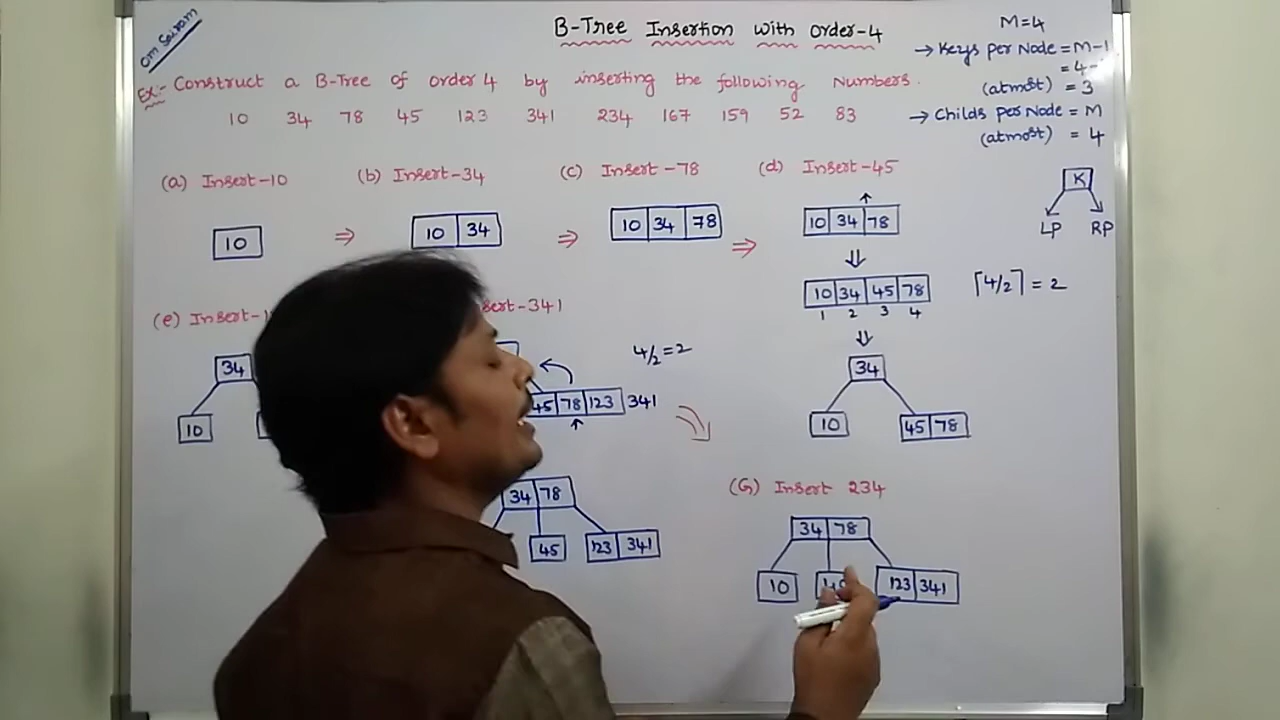 Om Sairam
B-Tree Insertion with Order-4
M=4
→ Keys per Node = M-1
= 4-
(atmost) = 3
→ Childs per Node = M
(atmost) = 4
Ex:- Construct a B-Tree of order 4 by inserting the following Numbers.
10 34 78 45 123 341 234 167 159 52 83
(a) Insert-10
10
⇒
(b) Insert-34
10 34
⇒
(c) Insert-78
10 34 78
⇒
(d) Insert-45
↑
10 34 78
⇓
10 34 45 78
1 2 3 4
⌈4/2⌉ = 2
⇓
34
10 45 78
K
LP RP
(e) Insert-1
34
10
sert-341
4/2=2
45 78 123 341
↑
34 78
45 123 341
(G) Insert 234
34 78
10 123 341